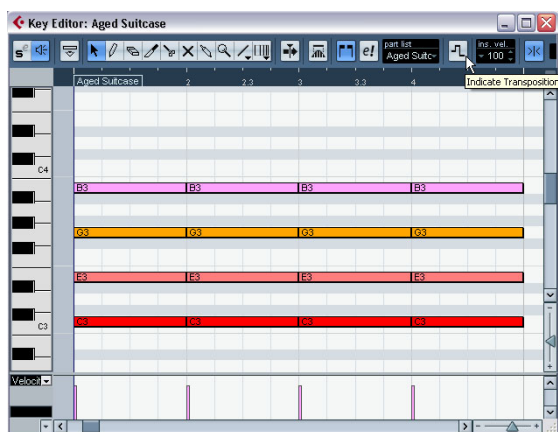 Key Editor: Aged Suitcase
part list
ins. vel.
e!
Aged Suitc
100
Indicate Transposition
Aged Suitcase
2
2.3
3
3.3
4
C4
B3 B3 B3 B3
G3 G3 G3 G3
E3 E3 E3 E3
C3
C3 C3 C3 C3
Velocit